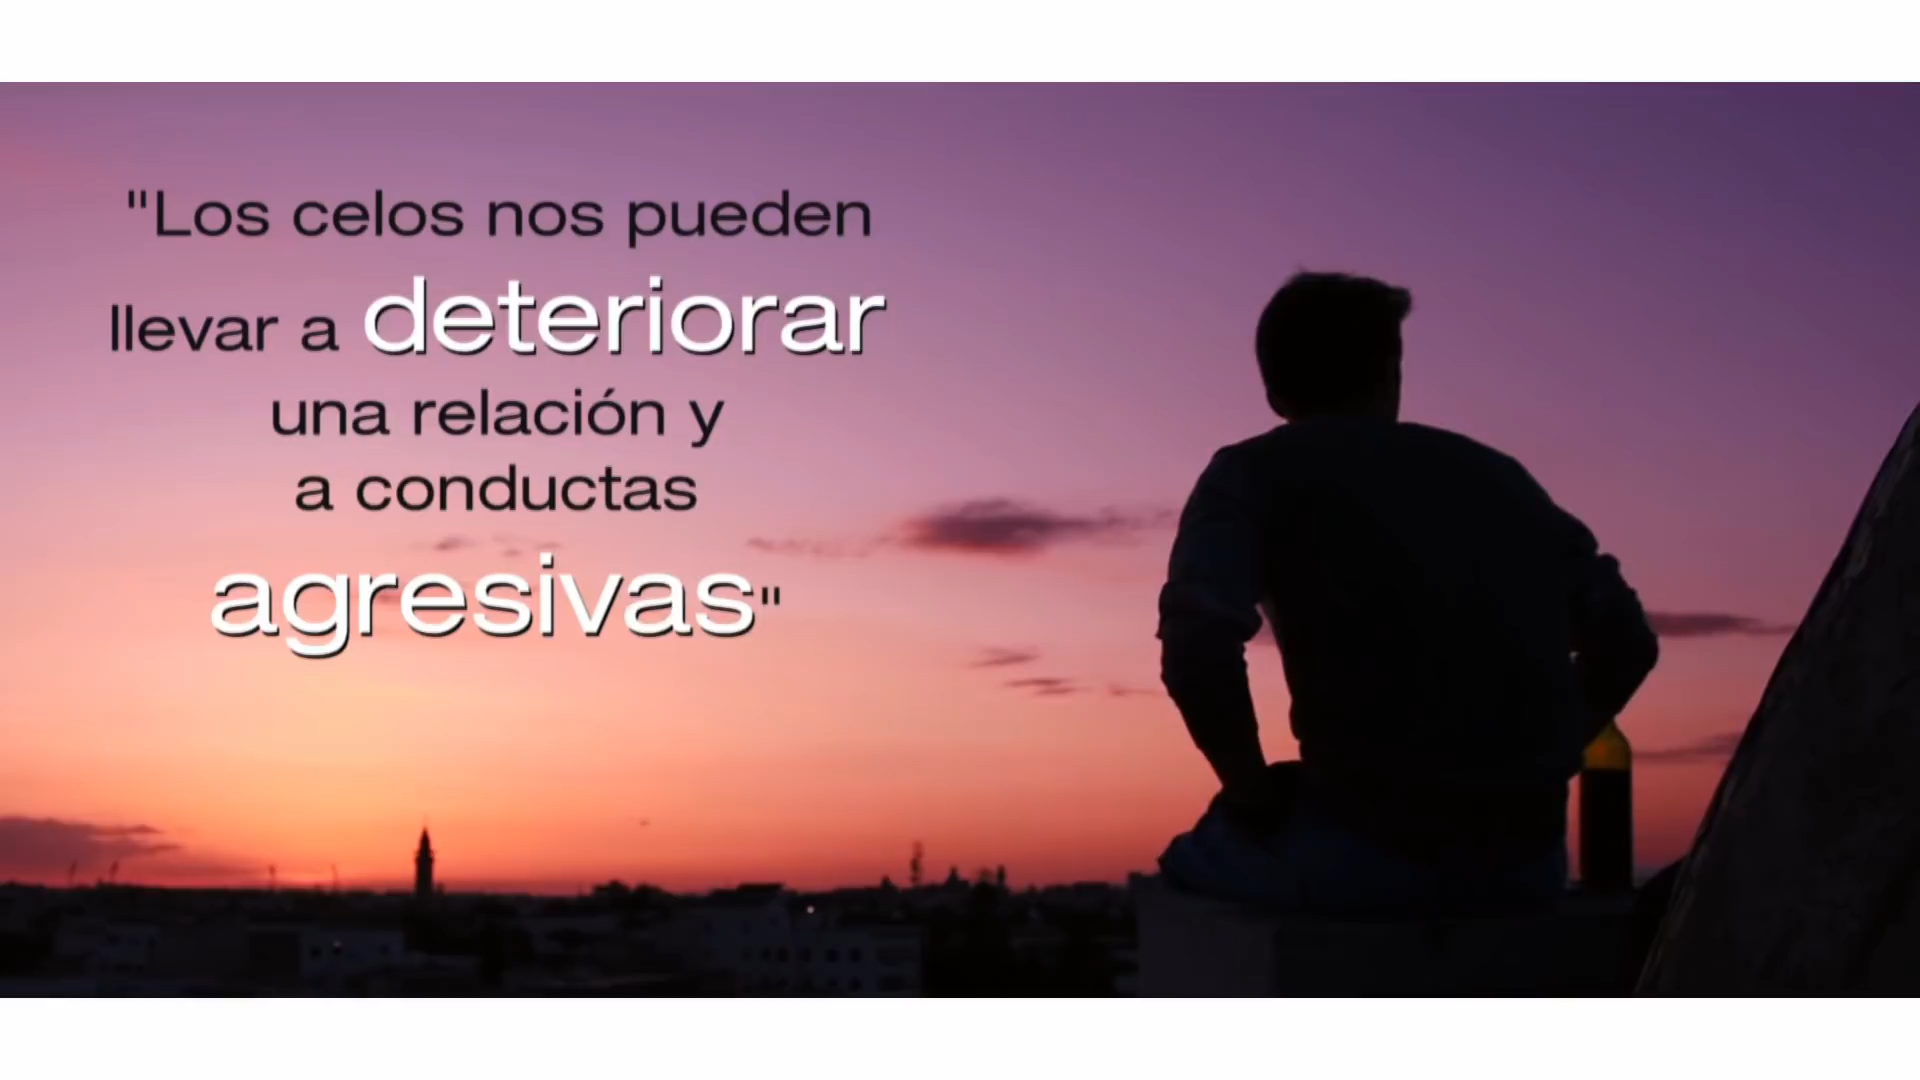 "Los celos nos pueden
llevar a deteriorar
una relación y
a conductas
agresivas"